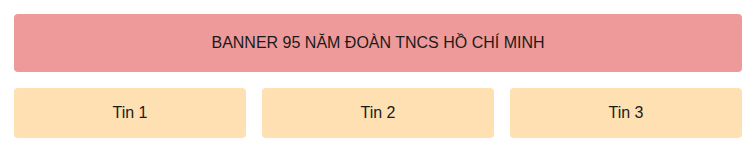 BANNER 95 NĂM ĐOÀN TNCS HỒ CHÍ MINH
Tin 1
Tin 2
Tin 3